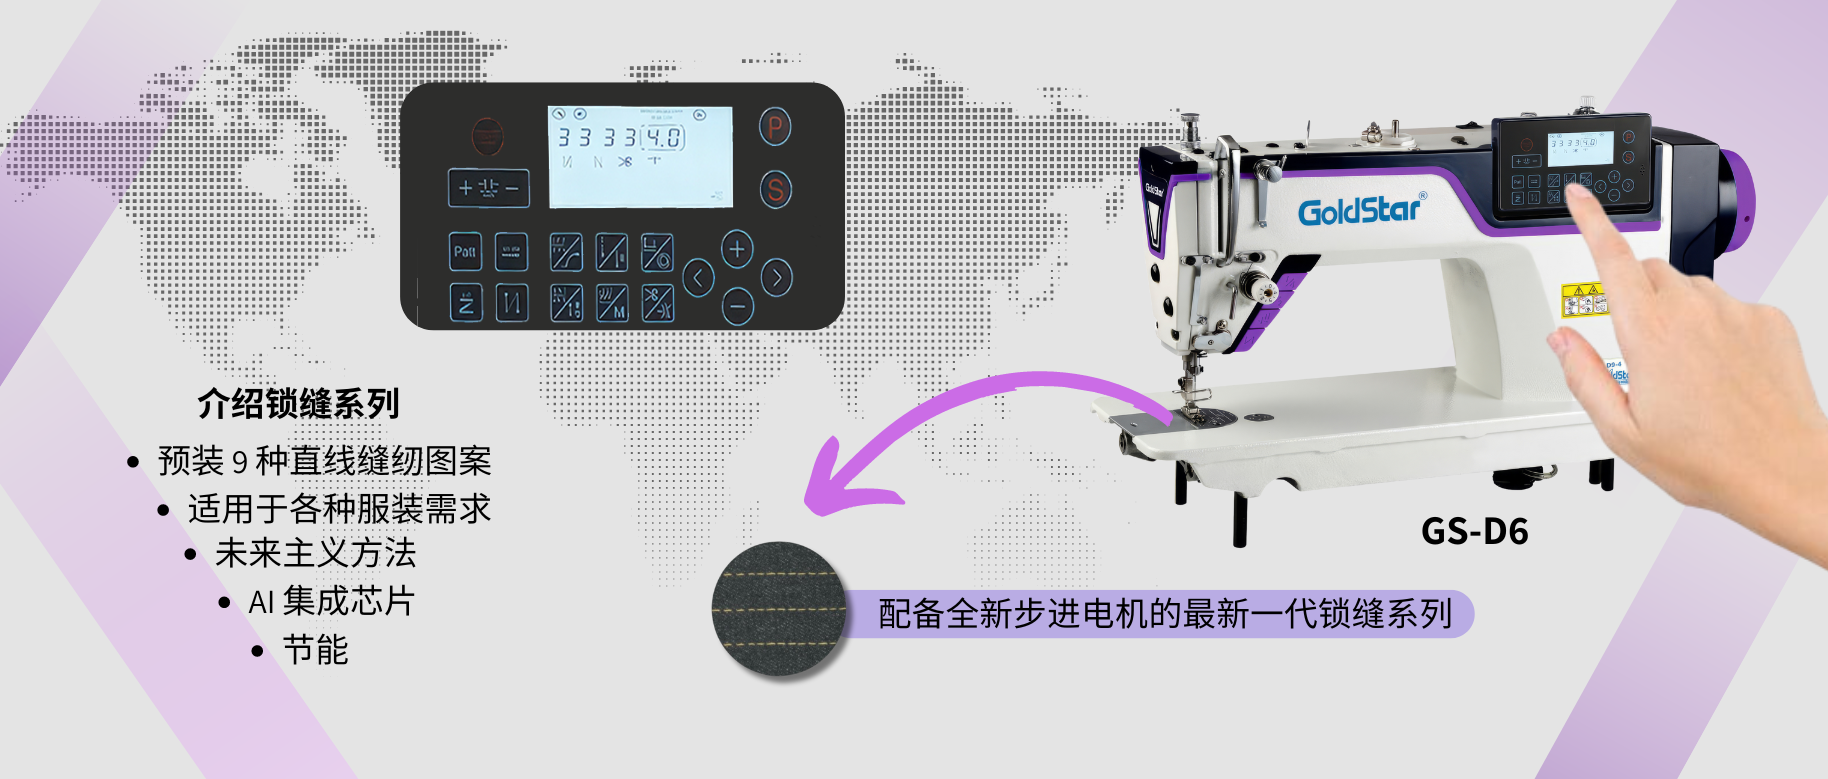 3 3 3 3 4.0
P
S
+ -
Patt
M
GoldStar
GoldStar®
介绍锁缝系列
预装 9 种直线缝纫图案
适用于各种服装需求
未来主义方法
AI 集成芯片
节能
GS-D6
配备全新步进电机的最新一代锁缝系列